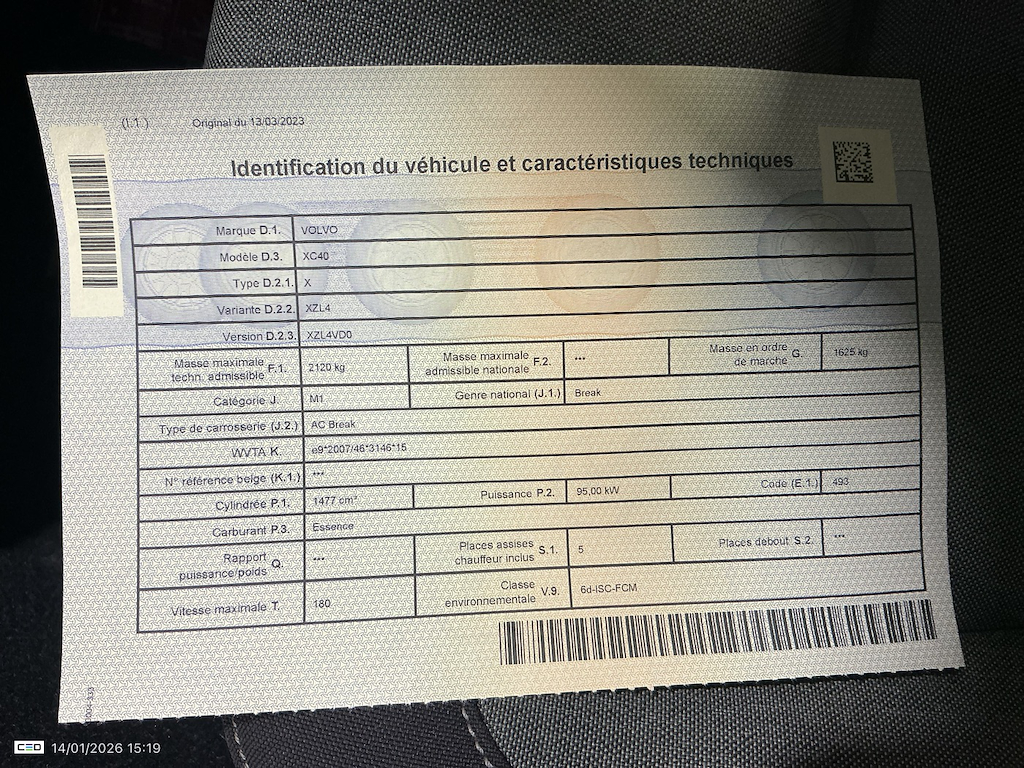 (I.1.) Original du 13/03/2023
Identification du véhicule et caractéristiques techniques
Marque D.1. VOLVO
Modèle D.3. XC40
Type D.2.1. X
Variante D.2.2. XZL4
Version D.2.3. XZL4VD0
Masse maximale techn. admissible F.1. 2120 kg Masse maximale admissible nationale F.2. *** Masse en ordre de marche G. 1625 kg
Catégorie J. M1 Genre national (J.1.) Break
Type de carrosserie (J.2.) AC Break
WVTA K. e9*2007/46*3146*15
N° référence belge (K.1.) ***
Cylindrée P.1. 1477 cm³ Puissance P.2. 95,00 kW Code (E.1.) 493
Carburant P.3. Essence
Rapport puissance/poids Q. *** Places assises chauffeur inclus S.1. 5 Places debout S.2. ***
Vitesse maximale T. 180 Classe environnementale V.9. 6d-ISC-FCM
CEO 14/01/2026 15:19